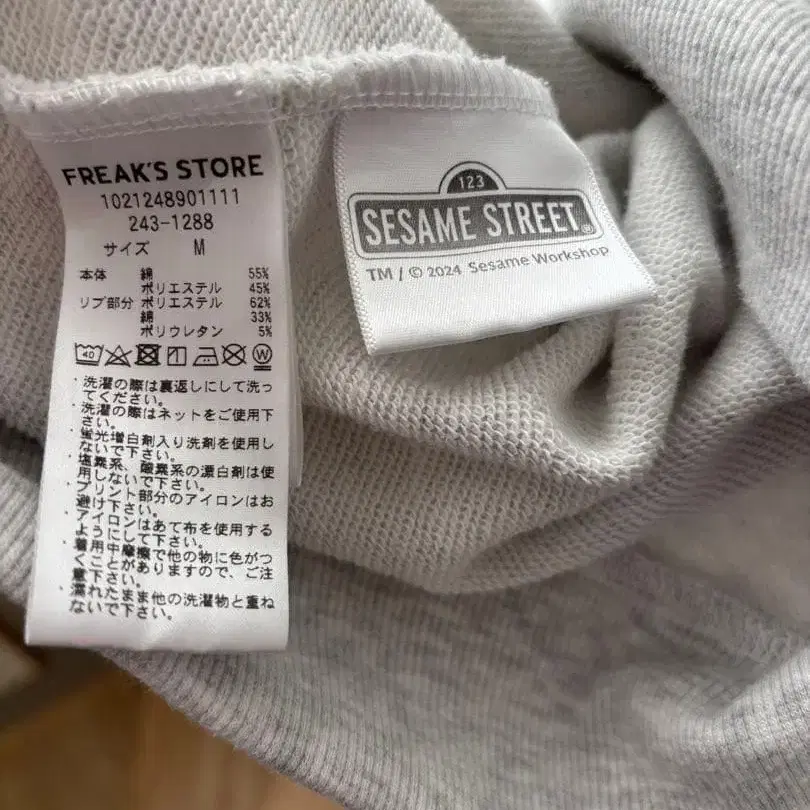 FREAK'S STORE
1021248901111
243-1288
サイズ M
本体 綿 55%
ポリエステル 45%
リブ部分 ポリエステル 62%
綿 33%
ポリウレタン 5%
40 W
・洗濯の際は裏返しにして洗っ
てください。
・洗濯の際はネットをご使用下
さい。
・蛍光増白剤入り洗剤を使用し
ないで下さい。
・塩素系、酸素系の漂白剤は使
用しないで下さい。
・プリント部分のアイロンはお
避け下さい。
・アイロンはあて布を使用する
ようにして下さい。
・着用中摩擦で他の物に色がつ
くことがありますので、ご注
意下さい。
・濡れたまま他の洗濯物と重ね
ないで下さい。
123
SESAME STREET®
TM / © 2024 Sesame Workshop